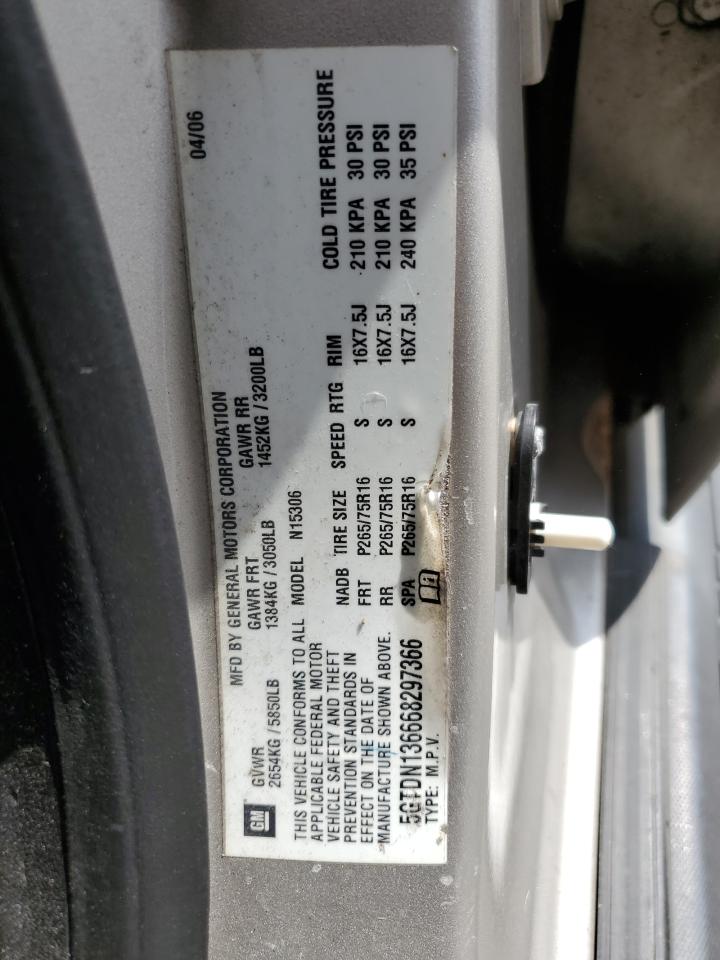 04/06
MFD BY GENERAL MOTORS CORPORATION
GM
GVWR GAWR FRT GAWR RR
2654KG / 5850LB 1384KG / 3050LB 1452KG / 3200LB
THIS VEHICLE CONFORMS TO ALL
APPLICABLE FEDERAL MOTOR
VEHICLE SAFETY AND THEFT
PREVENTION STANDARDS IN
EFFECT ON THE DATE OF
MANUFACTURE SHOWN ABOVE.
MODEL N15306
NADB TIRE SIZE SPEED RTG RIM COLD TIRE PRESSURE
FRT P265/75R16 S 16X7.5J 210 KPA 30 PSI
RR P265/75R16 S 16X7.5J 210 KPA 30 PSI
SPA P265/75R16 S 16X7.5J 240 KPA 35 PSI
5GTDN136668297366
TYPE: M.P.V.